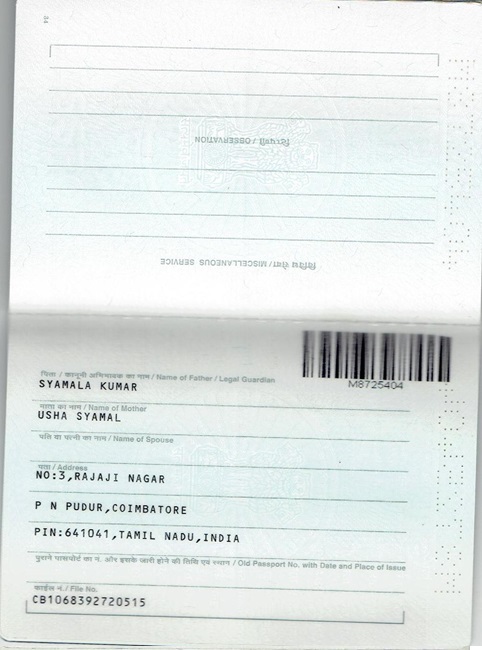 34
टिप्पणी / OBSERVATION
विविध सेवा / MISCELLANEOUS SERVICE
M8725404
पिता / कानूनी अभिभावक का नाम / Name of Father / Legal Guardian
SYAMALA KUMAR
माता का नाम / Name of Mother
USHA SYAMAL
पति या पत्नी का नाम / Name of Spouse
पता / Address
NO:3,RAJAJI NAGAR
P N PUDUR,COIMBATORE
PIN:641041,TAMIL NADU,INDIA
पुराने पासपोर्ट का नं. और इसके जारी होने की तिथि एवं स्थान / Old Passport No. with Date and Place of Issue
फाईल नं. / File No.
CB1068392720515